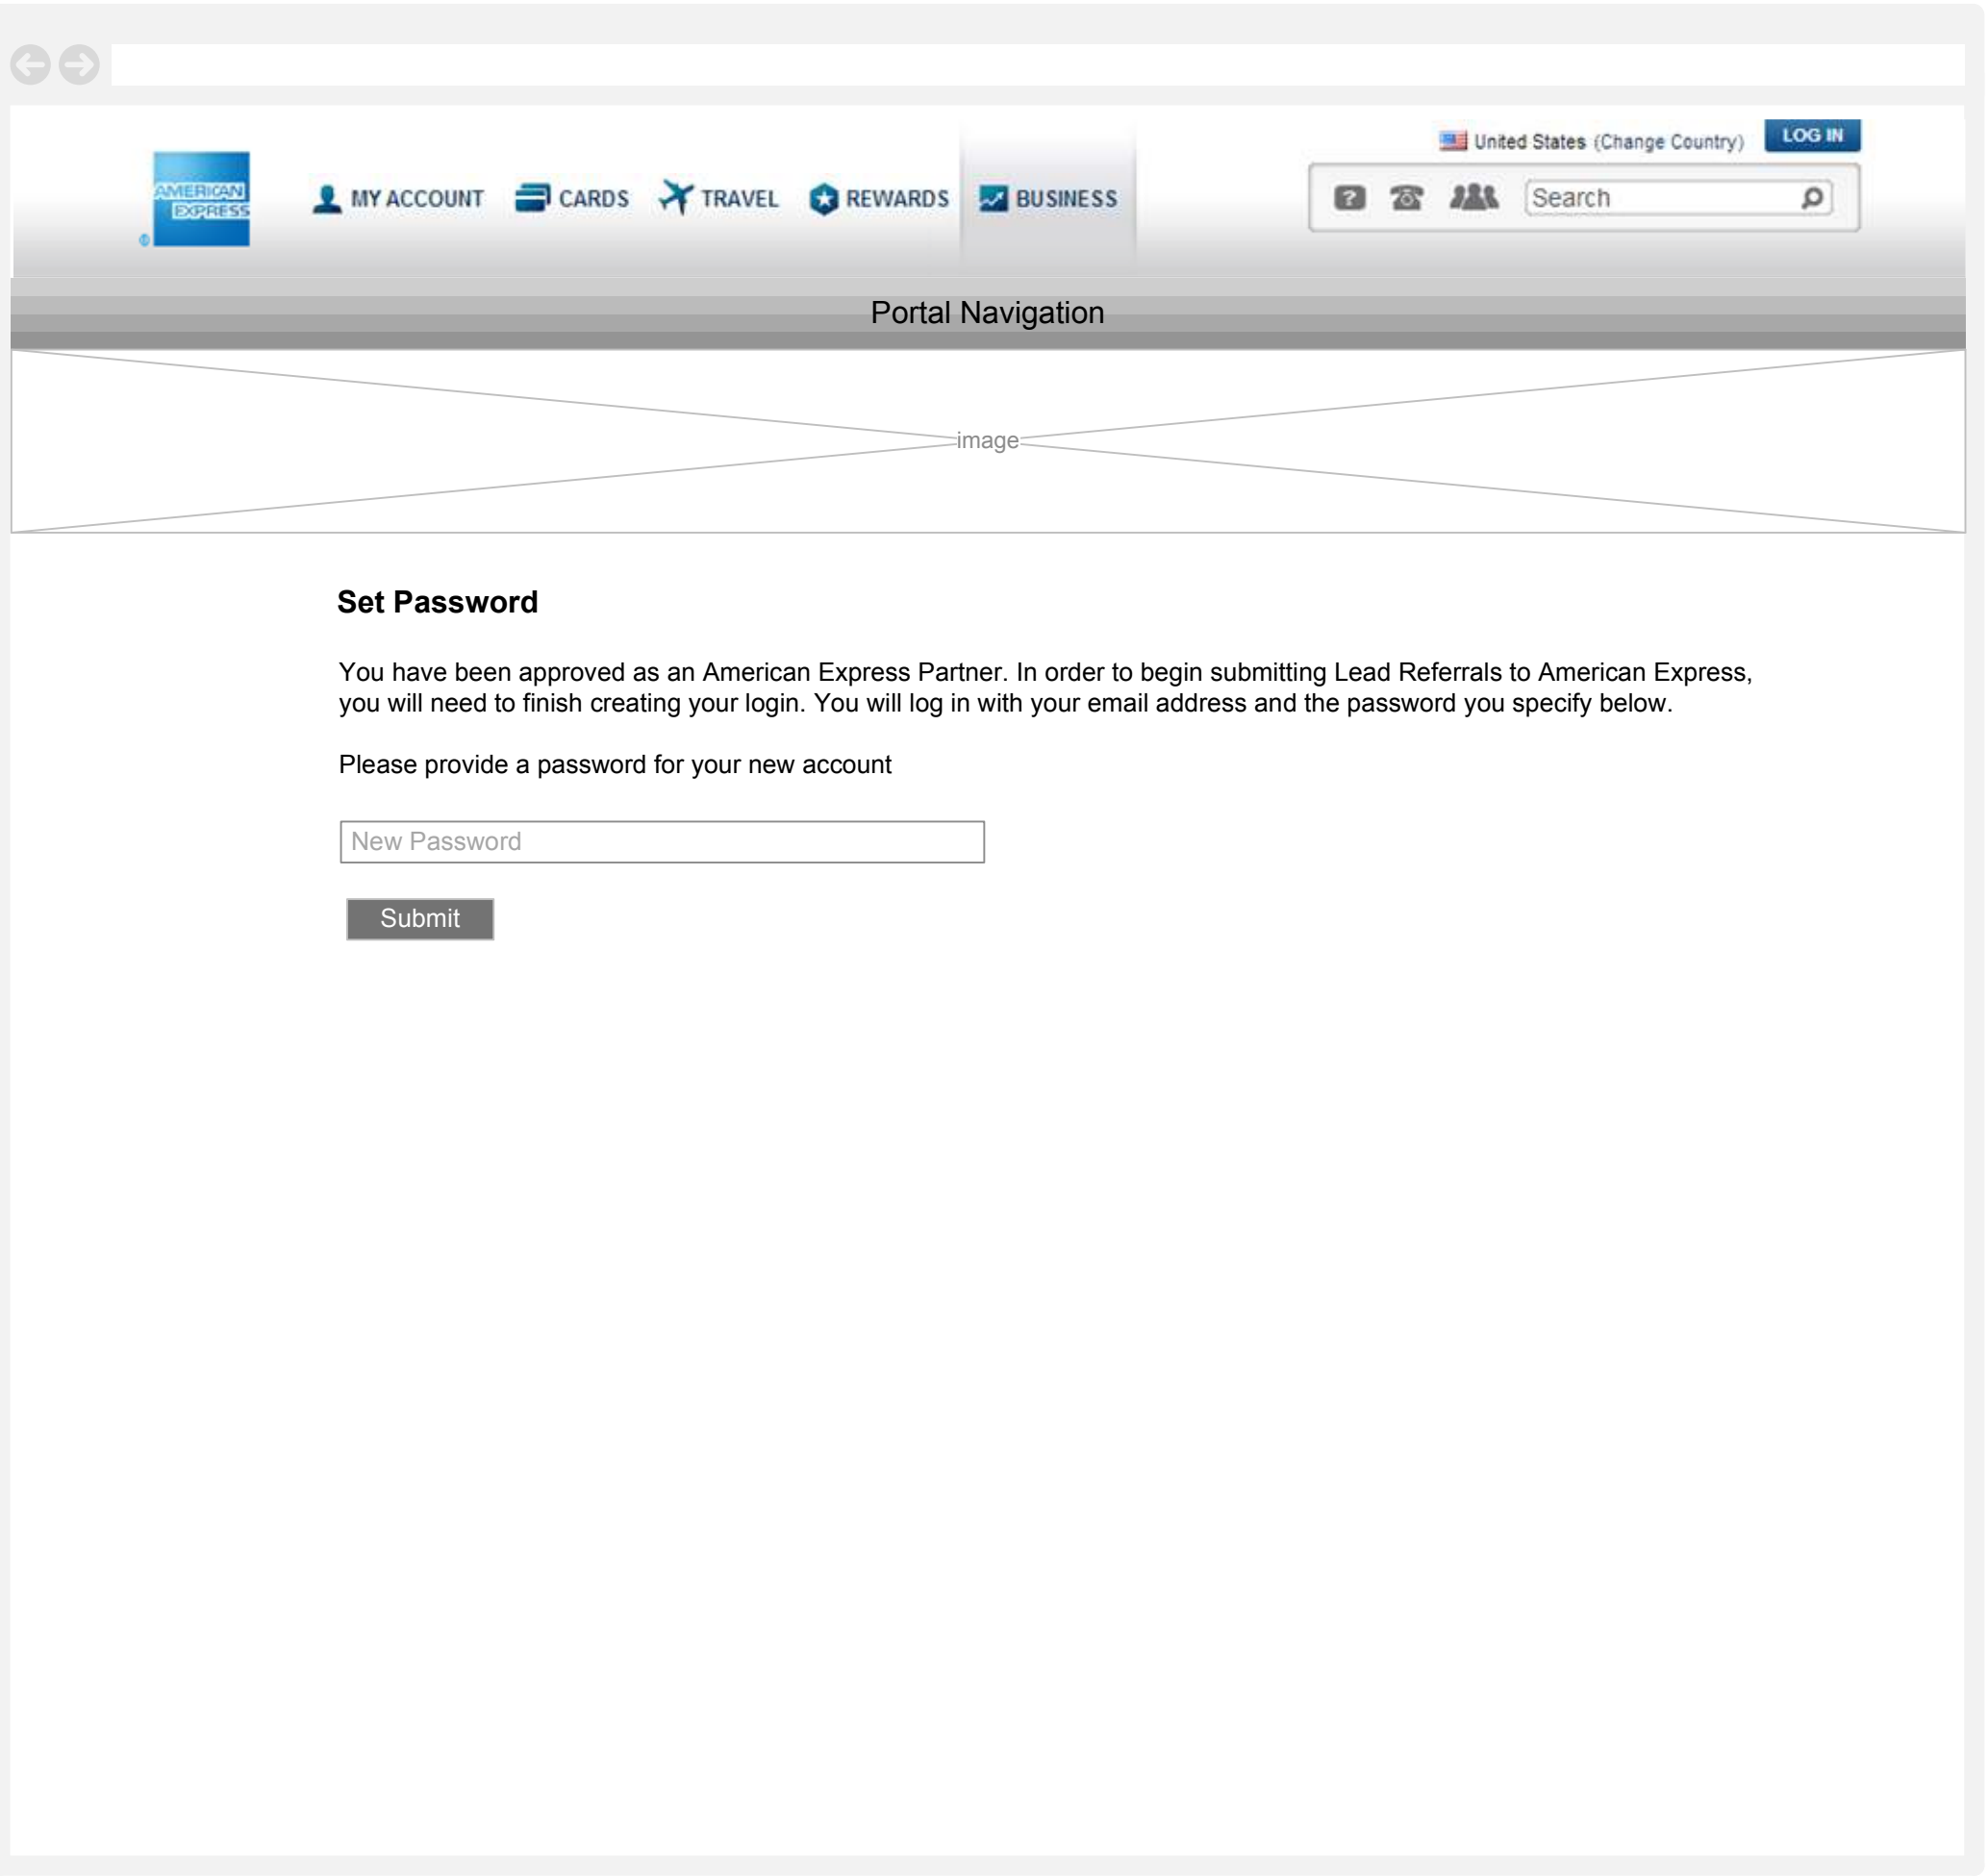 United States (Change Country) LOG IN
AMERICAN
EXPRESS
®
MY ACCOUNT CARDS TRAVEL REWARDS BUSINESS
? Search
Portal Navigation
image
Set Password
You have been approved as an American Express Partner. In order to begin submitting Lead Referrals to American Express,
you will need to finish creating your login. You will log in with your email address and the password you specify below.
Please provide a password for your new account
New Password
Submit